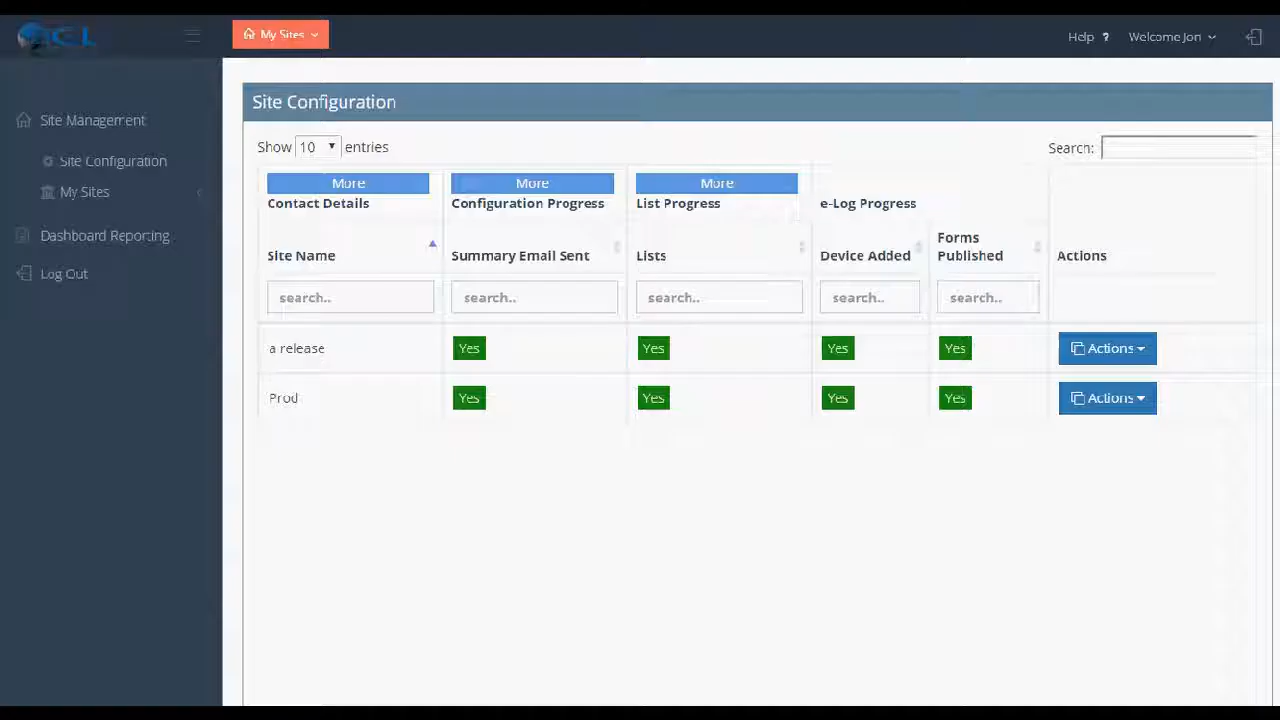 My Sites
Help ?
Welcome Jon
Site Management
Site Configuration
My Sites
Dashboard Reporting
Log Out
Site Configuration
Show 10 entries
Search:
More More More
Contact Details Configuration Progress List Progress e-Log Progress
Site Name Summary Email Sent Lists Device Added Forms Published Actions
search.. search.. search.. search.. search..
a release Yes Yes Yes Yes Actions
Prod Yes Yes Yes Yes Actions